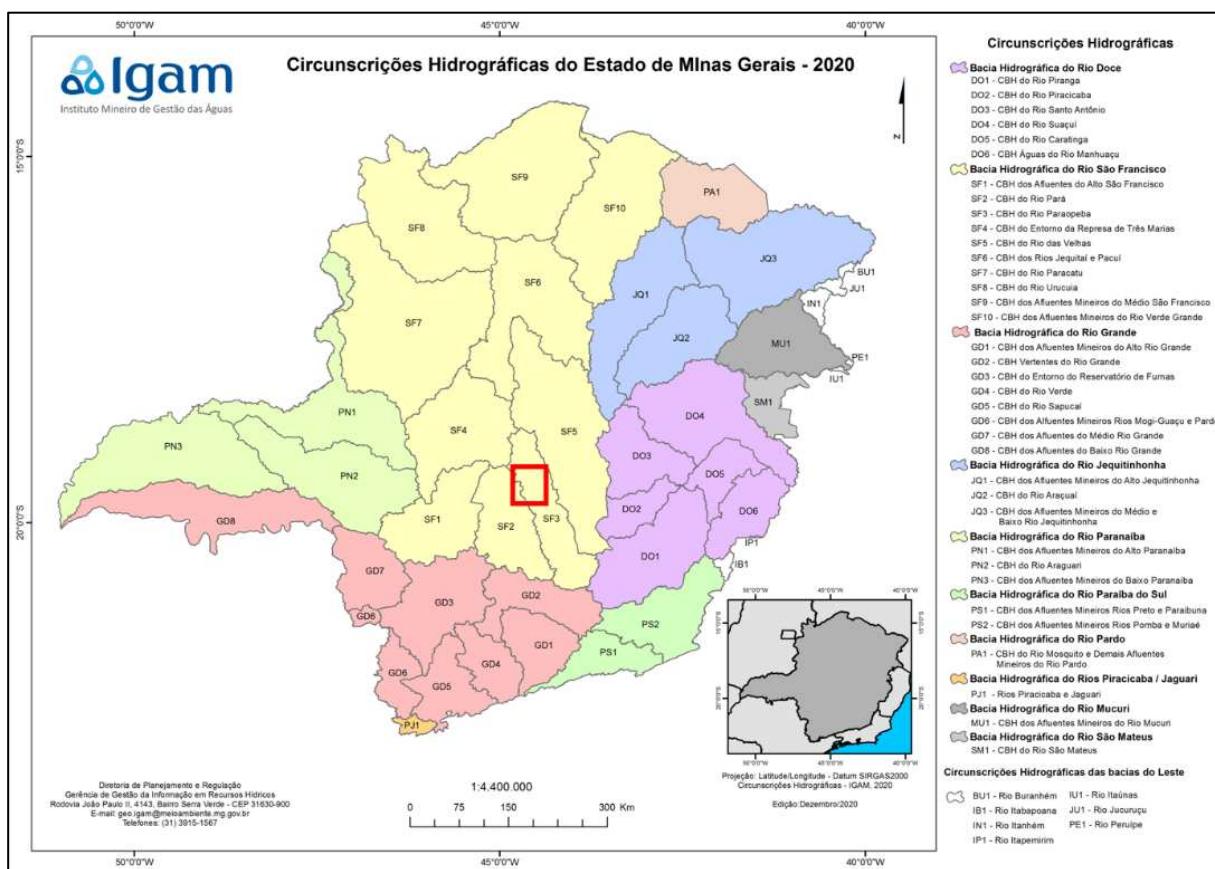 50°0'0"W 45°0'0"W 40°0'0"W
Igam
Instituto Mineiro de Gestão das Águas
Circunscrições Hidrográficas do Estado de MInas Gerais - 2020
N
15°0'0"S
20°0'0"S
SF9
PA1
SF10
SF8
JQ3
BU1
JU1
SF6
IN1
JQ1
SF7
JQ2
MU1
PE1
IU1
SM1
PN1
DO4
SF4
SF5
PN3
DO3
PN2
DO5
SF1
SF2
SF3
DO2
DO6
GD8
IP1
DO1
IB1
GD7
GD3
GD2
GD6
PS2
GD1
PS1
GD4
GD6
GD5
PJ1
Diretoria de Planejamento e Regulação
Gerência de Gestão da Informação em Recursos Hídricos
Rodovia João Paulo II, 4143, Bairro Serra Verde - CEP 31630-900
E-mail: geo.igam@meioambiente.mg.gov.br
Telefones: (31) 3915-1567
1:4.400.000
0 75 150 300 Km
Projeção: Latitude/Longitude - Datum SIRGAS2000
Circunscrições Hidrográficas - IGAM, 2020
Edição:Dezembro/2020
50°0'0"W 45°0'0"W 40°0'0"W
Circunscrições Hidrográficas
Bacia Hidrográfica do Rio Doce
DO1 - CBH do Rio Piranga
DO2 - CBH do Rio Piracicaba
DO3 - CBH do Rio Santo Antônio
DO4 - CBH do Rio Suaçuí
DO5 - CBH do Rio Caratinga
DO6 - CBH Águas do Rio Manhuaçu
Bacia Hidrográfica do Rio São Francisco
SF1 - CBH dos Afluentes do Alto São Francisco
SF2 - CBH do Rio Pará
SF3 - CBH do Rio Paraopeba
SF4 - CBH do Entorno da Represa de Três Marias
SF5 - CBH do Rio das Velhas
SF6 - CBH dos Rios Jequitaí e Pacuí
SF7 - CBH do Rio Paracatu
SF8 - CBH do Rio Urucuia
SF9 - CBH dos Afluentes Mineiros do Médio São Francisco
SF10 - CBH dos Afluentes Mineiros do Rio Verde Grande
Bacia Hidrográfica do Rio Grande
GD1 - CBH dos Afluentes Mineiros do Alto Rio Grande
GD2 - CBH Vertentes do Rio Grande
GD3 - CBH do Entorno do Reservatório de Furnas
GD4 - CBH do Rio Verde
GD5 - CBH do Rio Sapucaí
GD6 - CBH dos Afluentes Mineiros Rios Mogi-Guaçu e Pardo
GD7 - CBH dos Afluentes do Médio Rio Grande
GD8 - CBH dos Afluentes do Baixo Rio Grande
Bacia Hidrográfica do Rio Jequitinhonha
JQ1 - CBH dos Afluentes Mineiros do Alto Jequitinhonha
JQ2 - CBH do Rio Araçuaí
JQ3 - CBH dos Afluentes Mineiros do Médio e
Baixo Rio Jequitinhonha
Bacia Hidrográfica do Rio Paranaíba
PN1 - CBH dos Afluentes Mineiros do Alto Paranaíba
PN2 - CBH do Rio Araguari
PN3 - CBH dos Afluentes Mineiros do Baixo Paranaíba
Bacia Hidrográfica do Rio Paraíba do Sul
PS1 - CBH dos Afluentes Mineiros Rios Preto e Paraibuna
PS2 - CBH dos Afluentes Mineiros Rios Pomba e Muriaé
Bacia Hidrográfica do Rio Pardo
PA1 - CBH do Rio Mosquito e Demais Afluentes
Mineiros do Rio Pardo
Bacia Hidrográfica do Rios Piracicaba / Jaguari
PJ1 - Rios Piracicaba e Jaguari
Bacia Hidrográfica do Rio Mucuri
MU1 - CBH dos Afluentes Mineiros do Rio Mucuri
Bacia Hidrográfica do Rio São Mateus
SM1 - CBH do Rio São Mateus
Circunscrições Hidrográficas das bacias do Leste
BU1 - Rio Buranhém IU1 - Rio Itaúnas
IB1 - Rio Itabapoana JU1 - Rio Jucuruçu
IN1 - Rio Itanhém PE1 - Rio Peruípe
IP1 - Rio Itapemirim